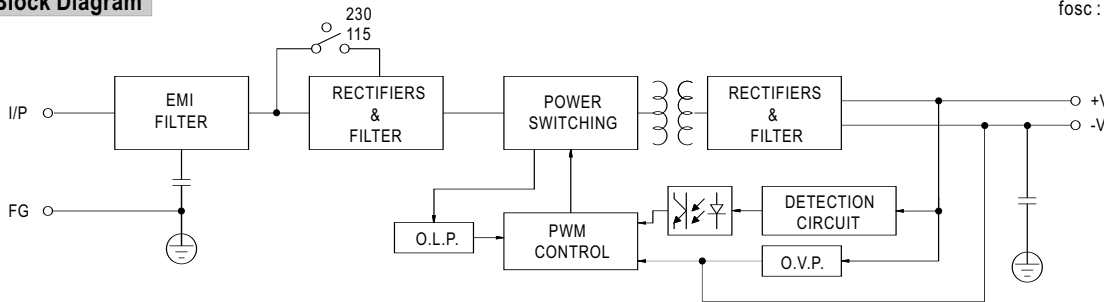 Block Diagram
fosc :
230
115
I/P
EMI
FILTER
RECTIFIERS
&
FILTER
POWER
SWITCHING
RECTIFIERS
&
FILTER
+V
-V
FG
O.L.P.
PWM
CONTROL
DETECTION
CIRCUIT
O.V.P.